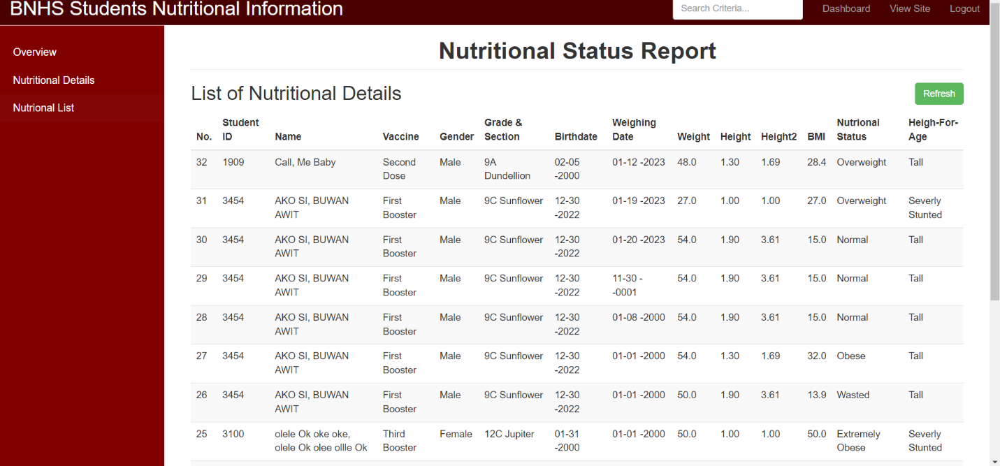 BNHS Students Nutritional Information
Search Criteria...
Dashboard
View Site
Logout
Overview
Nutritional Details
Nutrional List
Nutritional Status Report
List of Nutritional Details
Refresh
No. Student ID Name Vaccine Gender Grade & Section Birthdate Weighing Date Weight Height Height2 BMI Nutrional Status Heigh-For-Age
32 1909 Call, Me Baby Second Dose Male 9A Dundellion 02-05 -2000 01-12 -2023 48.0 1.30 1.69 28.4 Overweight Tall
31 3454 AKO SI, BUWAN AWIT First Booster Male 9C Sunflower 12-30 -2022 01-19 -2023 27.0 1.00 1.00 27.0 Overweight Severly Stunted
30 3454 AKO SI, BUWAN AWIT First Booster Male 9C Sunflower 12-30 -2022 01-20 -2023 54.0 1.90 3.61 15.0 Normal Tall
29 3454 AKO SI, BUWAN AWIT First Booster Male 9C Sunflower 12-30 -2022 11-30 --0001 54.0 1.90 3.61 15.0 Normal Tall
28 3454 AKO SI, BUWAN AWIT First Booster Male 9C Sunflower 12-30 -2022 01-08 -2000 54.0 1.90 3.61 15.0 Normal Tall
27 3454 AKO SI, BUWAN AWIT First Booster Male 9C Sunflower 12-30 -2022 01-01 -2000 54.0 1.30 1.69 32.0 Obese Tall
26 3454 AKO SI, BUWAN AWIT First Booster Male 9C Sunflower 12-30 -2022 01-01 -2000 50.0 1.90 3.61 13.9 Wasted Tall
25 3100 olele Ok oke oke, olele Ok olee ollle Ok Third Booster Female 12C Jupiter 01-31 -2000 01-01 -2000 50.0 1.00 1.00 50.0 Extremely Obese Severly Stunted